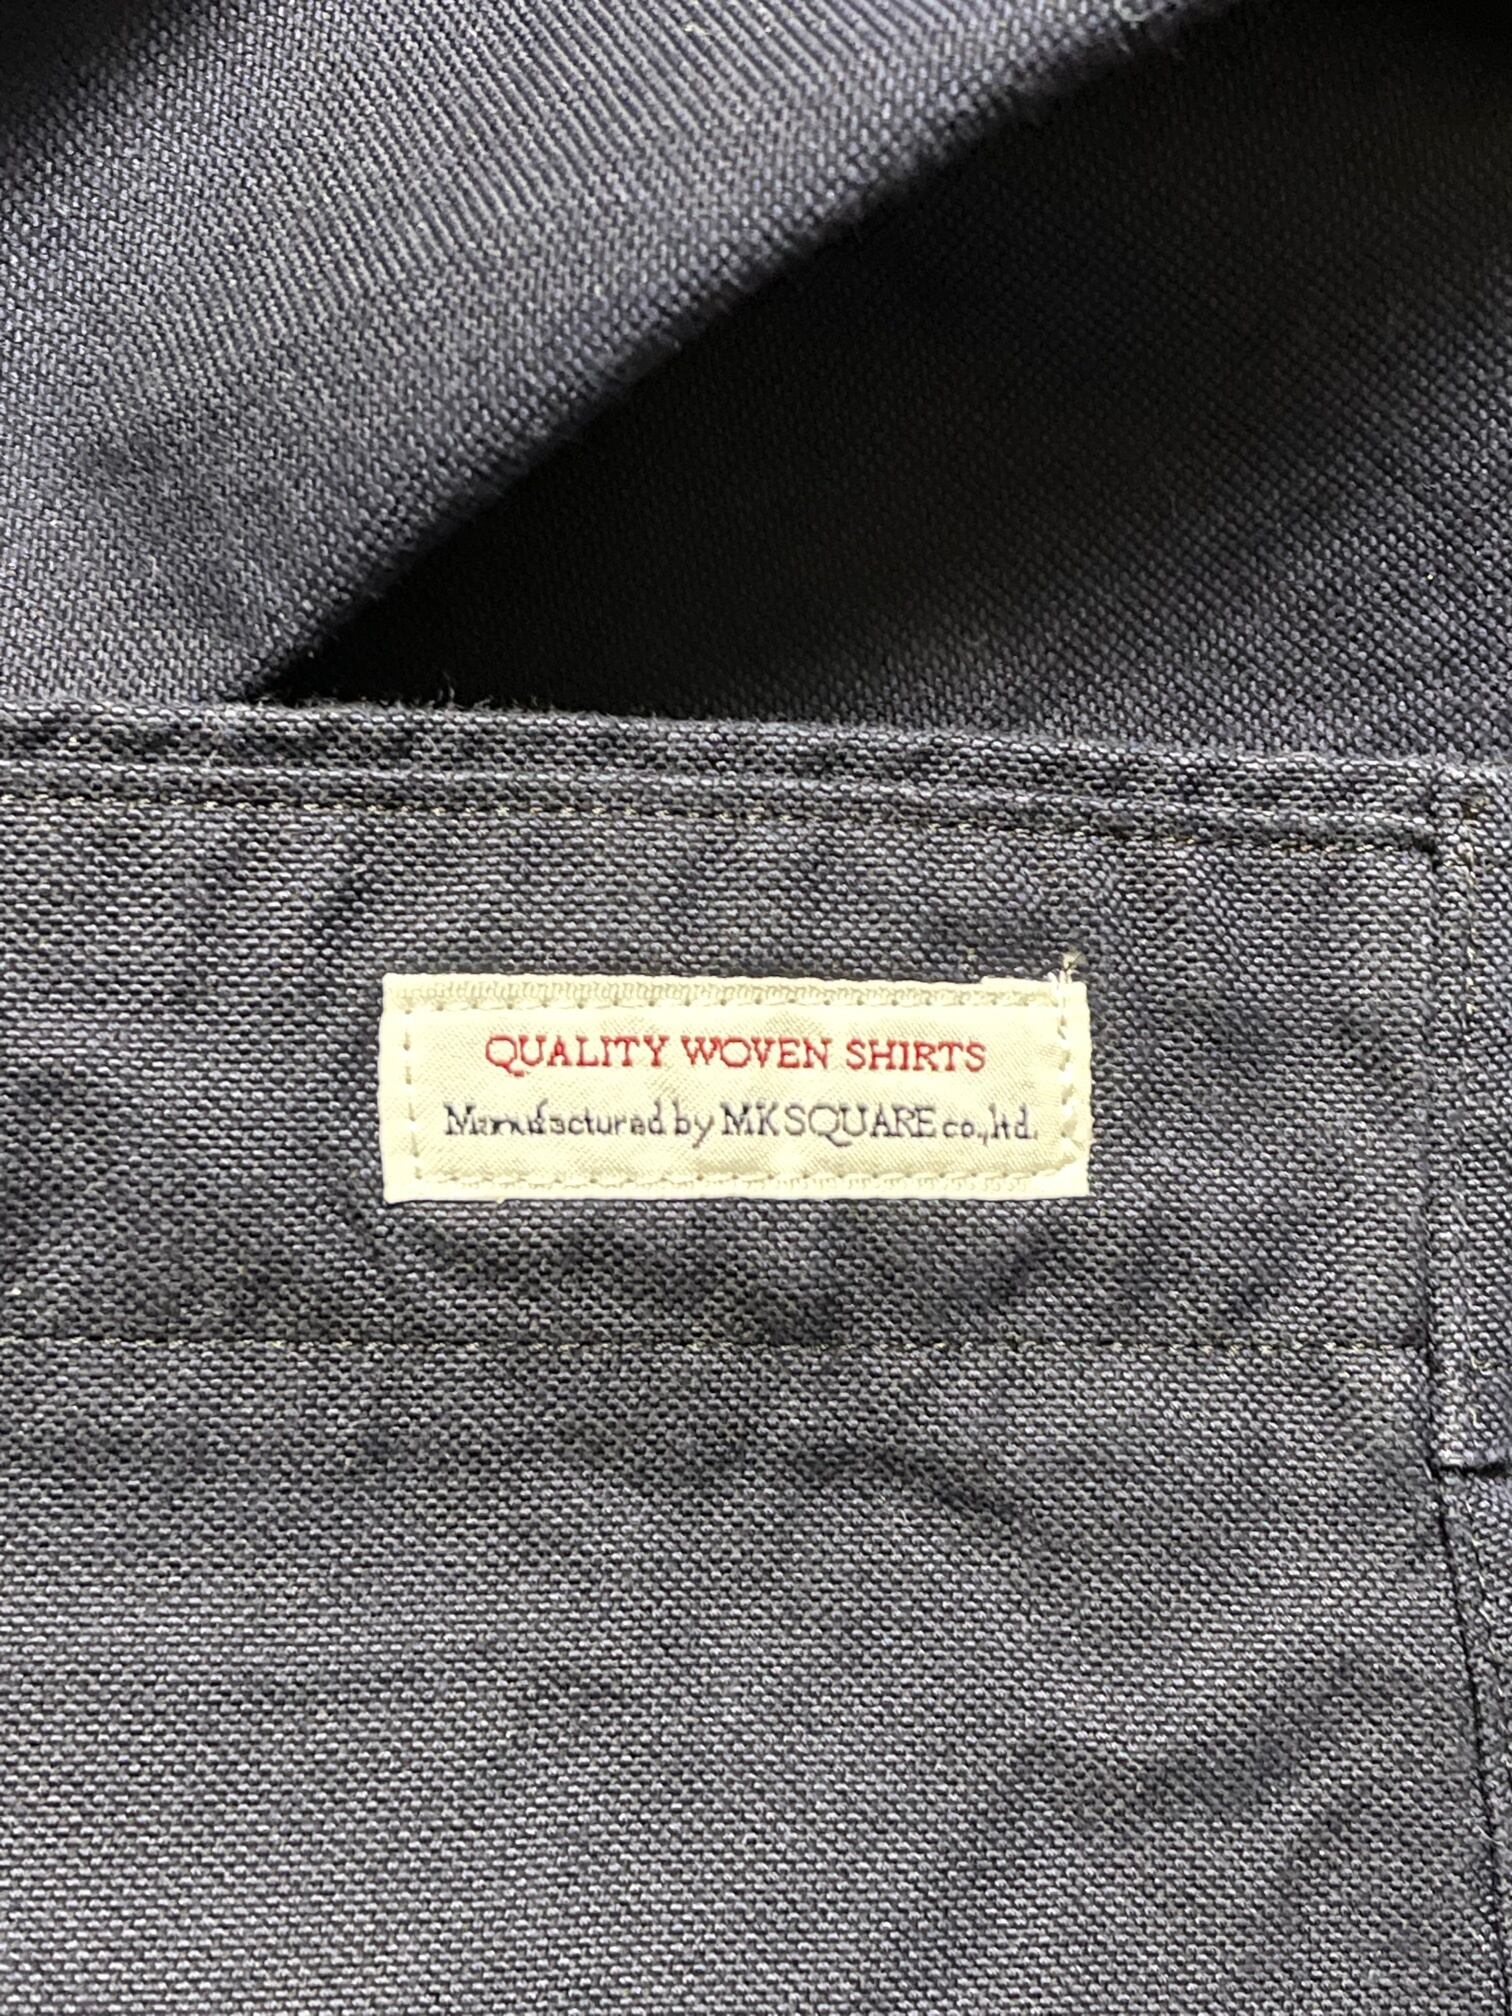 QUALITY WOVEN SHIRTS
Manufactured by MKSQUARE co.,ltd.